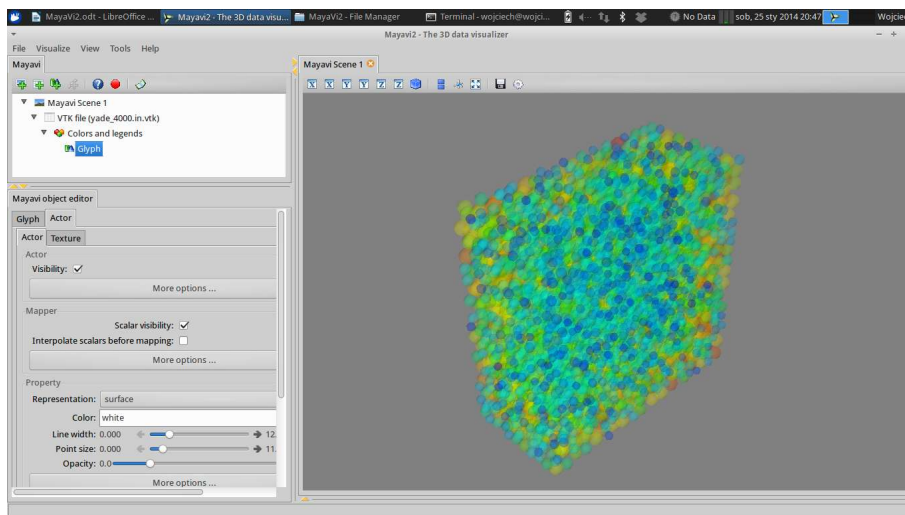 MayaVi2.odt - LibreOffice ... Mayavi2 - The 3D data visu... MayaVi2 - File Manager Terminal - wojciech@wojci... No Data sob, 25 sty 2014 20:47 Wojcie
Mayavi2 - The 3D data visualizer
File Visualize View Tools Help
Mayavi
Mayavi Scene 1
X X Y Y Z Z
Mayavi Scene 1
VTK file (yade_4000.in.vtk)
Colors and legends
Glyph
Mayavi object editor
Glyph Actor
Actor Texture
Actor
Visibility:
More options ...
Mapper
Scalar visibility:
Interpolate scalars before mapping:
More options ...
Property
Representation: surface
Color: white
Line width: 0.000 12.
Point size: 0.000 11.
Opacity: 0.0
More options ...